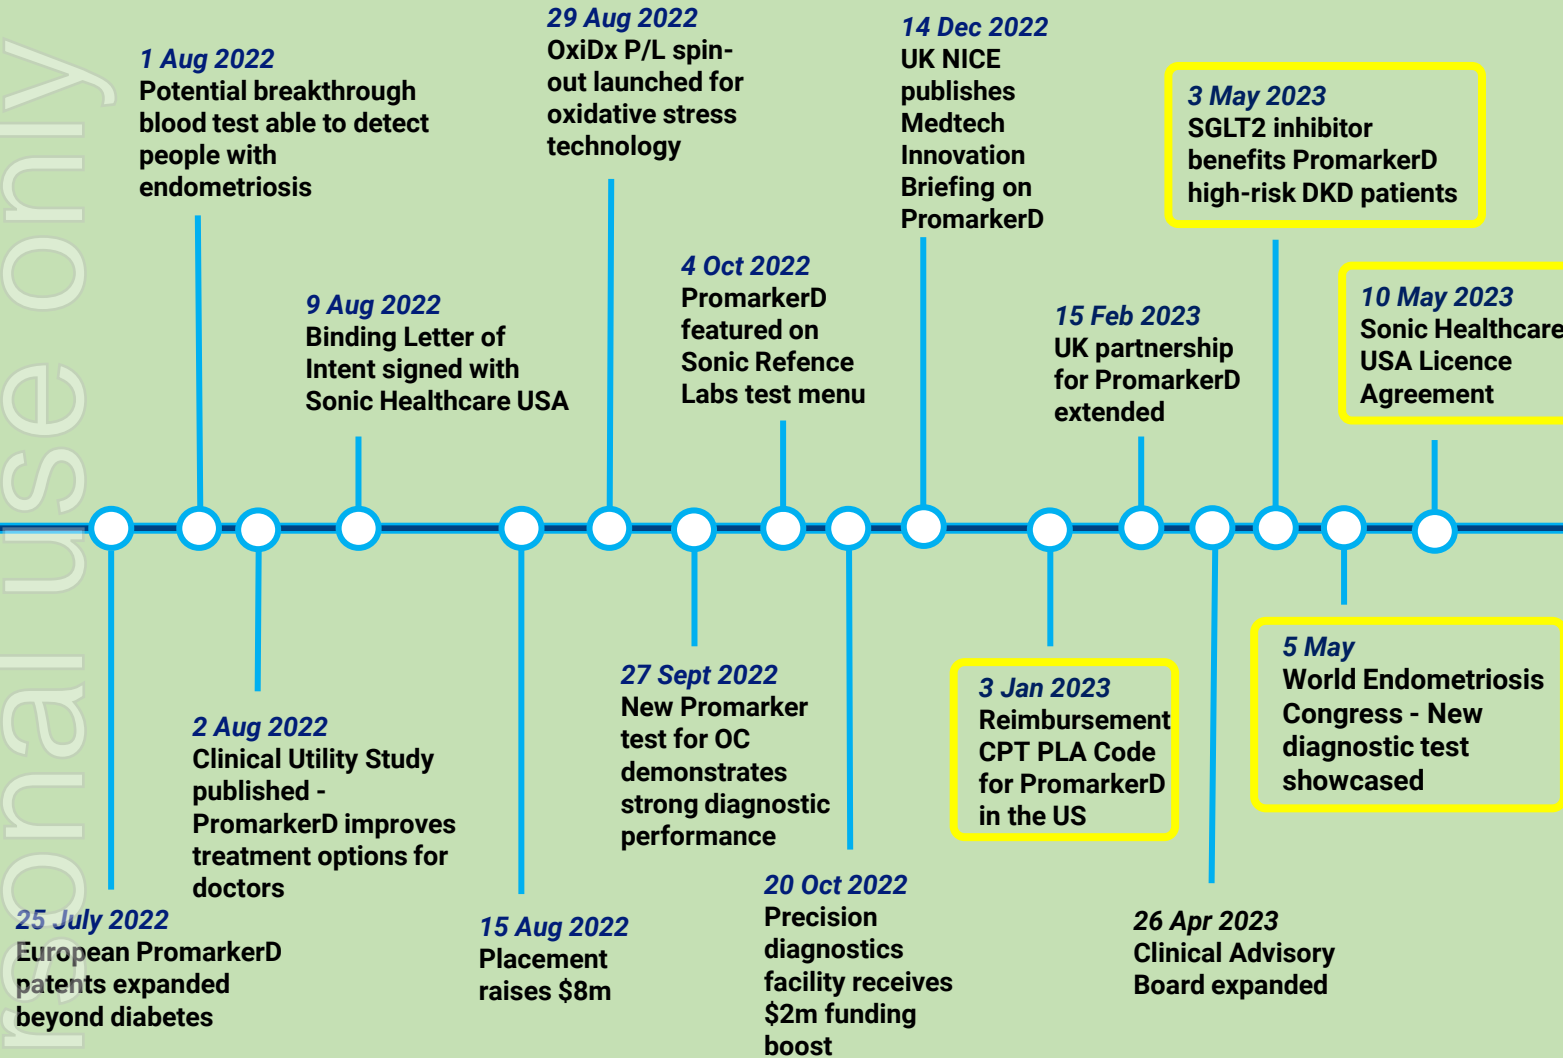 29 Aug 2022
OxiDx P/L spin-
out launched for
oxidative stress
technology
14 Dec 2022
UK NICE
publishes
Medtech
Innovation
Briefing on
PromarkerD
1 Aug 2022
Potential breakthrough
blood test able to detect
people with
endometriosis
3 May 2023
SGLT2 inhibitor
benefits PromarkerD
high-risk DKD patients
4 Oct 2022
PromarkerD
featured on
Sonic Refence
Labs test menu
9 Aug 2022
Binding Letter of
Intent signed with
Sonic Healthcare USA
15 Feb 2023
UK partnership
for PromarkerD
extended
10 May 2023
Sonic Healthcare
USA Licence
Agreement
27 Sept 2022
New Promarker
test for OC
demonstrates
strong diagnostic
performance
3 Jan 2023
Reimbursement
CPT PLA Code
for PromarkerD
in the US
5 May
World Endometriosis
Congress - New
diagnostic test
showcased
2 Aug 2022
Clinical Utility Study
published -
PromarkerD improves
treatment options for
doctors
25 July 2022
European PromarkerD
patents expanded
beyond diabetes
15 Aug 2022
Placement
raises $8m
20 Oct 2022
Precision
diagnostics
facility receives
$2m funding
boost
26 Apr 2023
Clinical Advisory
Board expanded
rsonal use only